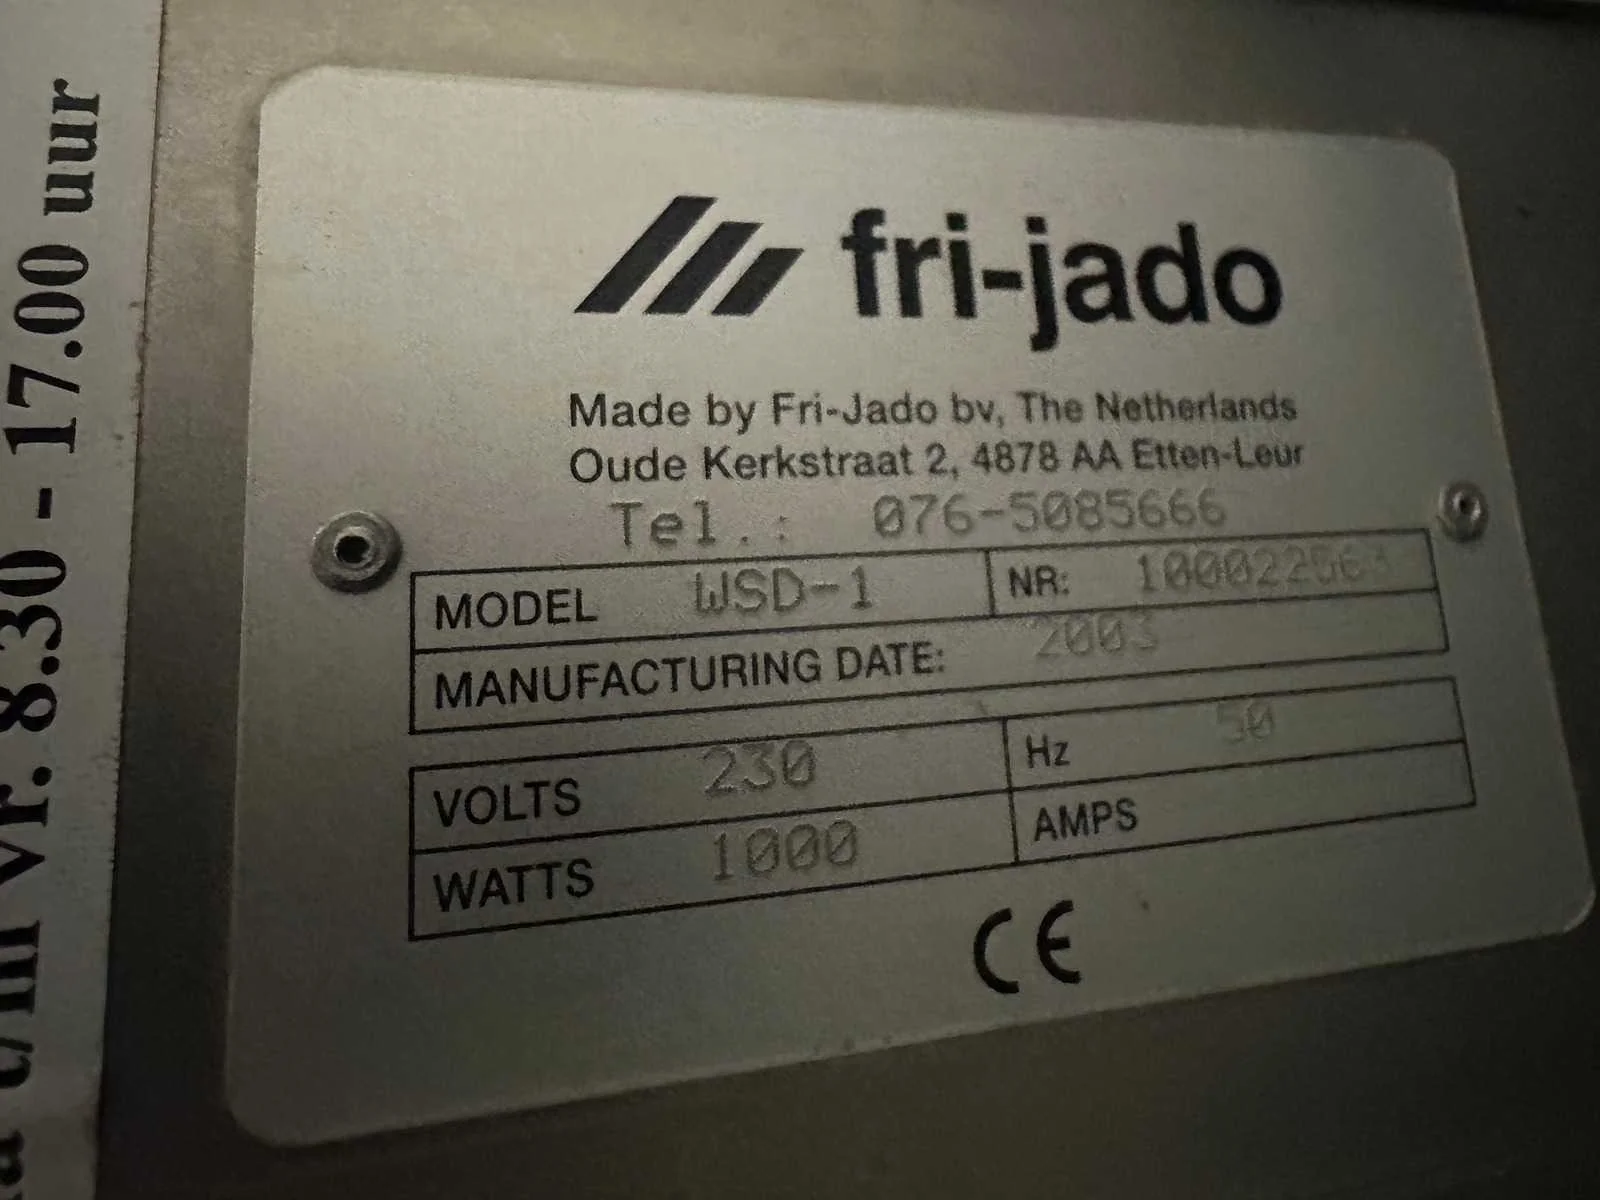 ma t/m vr. 8.30 - 17.00 uur
fri-jado
Made by Fri-Jado bv, The Netherlands
Oude Kerkstraat 2, 4878 AA Etten-Leur
Tel.: 076-5085666
MODEL WSD-1 NR:
MANUFACTURING DATE: 2003
VOLTS 230 Hz 50
WATTS 1000 AMPS
CE